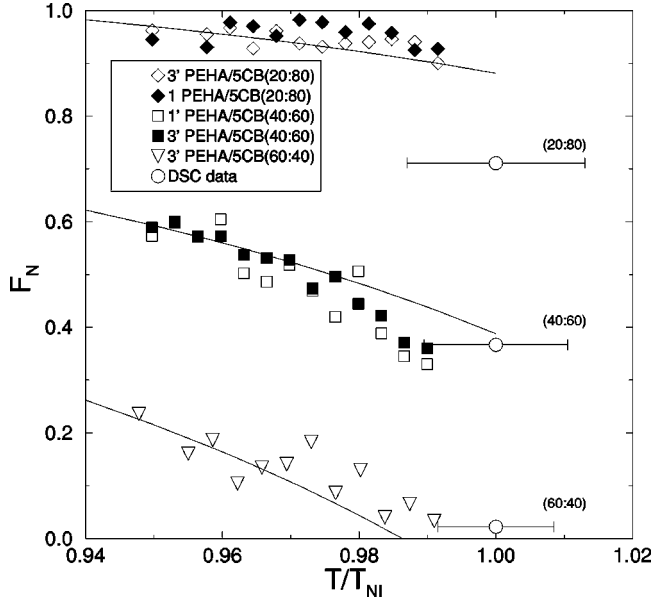 1.0
0.8
0.6
0.4
0.2
0.0
F_N
◇ 3' PEHA/5CB(20:80)
◆ 1 PEHA/5CB(20:80)
□ 1' PEHA/5CB(40:60)
■ 3' PEHA/5CB(40:60)
▽ 3' PEHA/5CB(60:40)
○ DSC data
(20:80)
(40:60)
(60:40)
0.94 0.96 0.98 1.00 1.02
T/T_NI